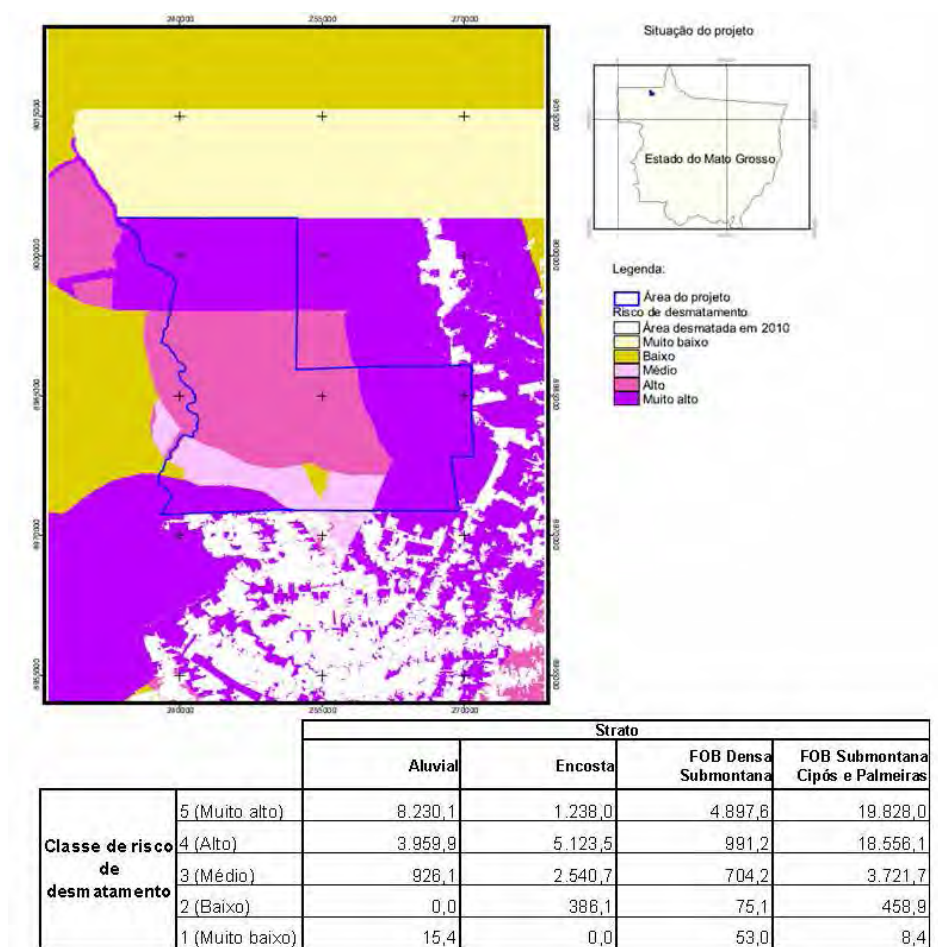 240000 255000 270000
Situação do projeto
Estado do Mato Grosso
Legenda:
Área do projeto
Risco de desmatamento
Área desmatada em 2010
Muito baixo
Baixo
Médio
Alto
Muito alto
240000 255000 270000
Strato
Aluvial Encosta FOB Densa Submontana FOB Submontana Cipós e Palmeiras
Classe de risco de desmatamento
5 (Muito alto) 8.230,1 1.238,0 4.897,6 19.828,0
4 (Alto) 3.959,9 5.123,5 991,2 18.556,1
3 (Médio) 926,1 2.540,7 704,2 3.721,7
2 (Baixo) 0,0 386,1 75,1 458,9
1 (Muito baixo) 15,4 0,0 53,0 8,4